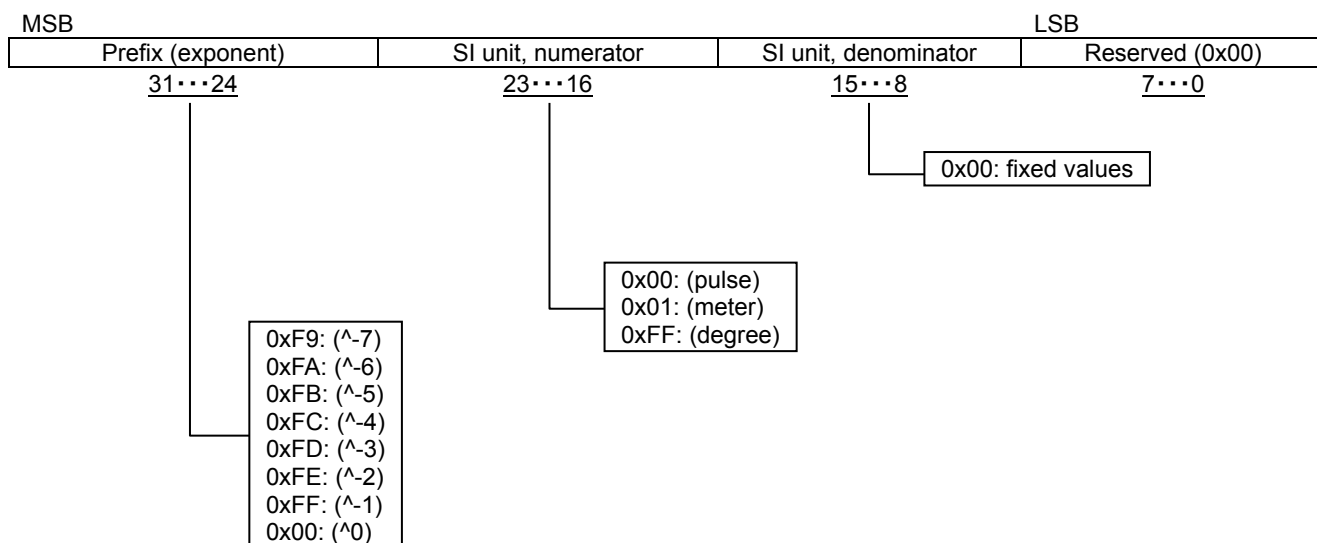 MSB LSB
Prefix (exponent) SI unit, numerator SI unit, denominator Reserved (0x00)
31・・・24 23・・・16 15・・・8 7・・・0
0x00: fixed values
0x00: (pulse)
0x01: (meter)
0xFF: (degree)
0xF9: (^-7)
0xFA: (^-6)
0xFB: (^-5)
0xFC: (^-4)
0xFD: (^-3)
0xFE: (^-2)
0xFF: (^-1)
0x00: (^0)